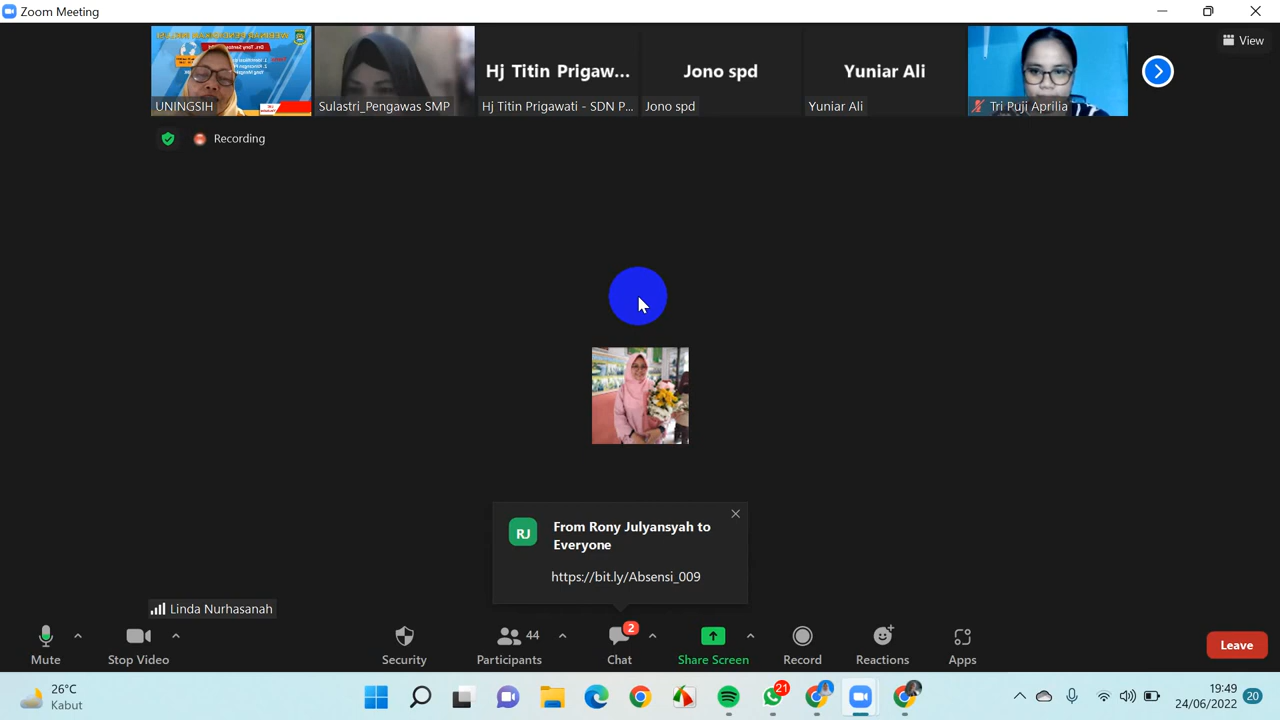 Zoom Meeting
View
Drs. Tony Santosa
UNINGSIH
Sulastri_Pengawas SMP
Hj Titin Prigaw...
Hj Titin Prigawati - SDN P...
Jono spd
Jono spd
Yuniar Ali
Yuniar Ali
Tri Puji Aprilia
Recording
From Rony Julyansyah to
Everyone
RJ
https://bit.ly/Absensi_009
Linda Nurhasanah
44
2
Mute
Stop Video
Security
Participants
Chat
Share Screen
Record
Reactions
Apps
Leave
26°C
Kabut
21
19:49
24/06/2022
20